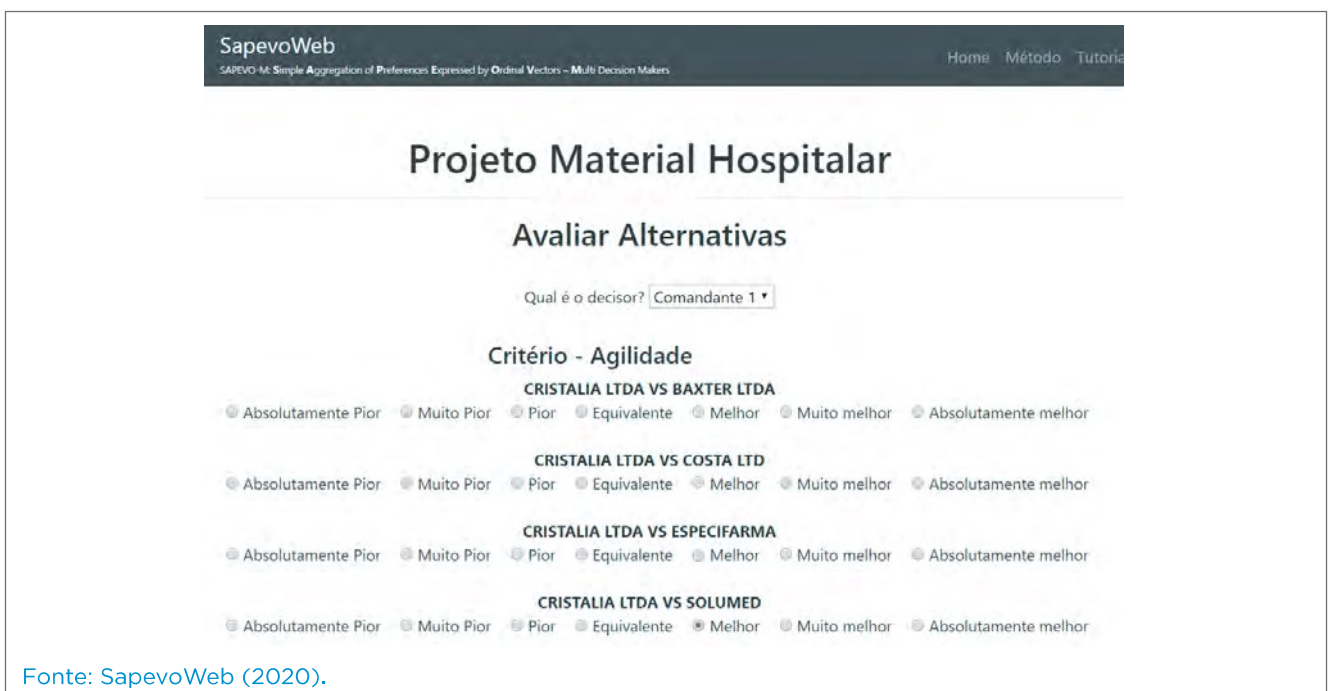 SapevoWeb
SAPEVO-M: Simple Aggregation of Preferences Expressed by Ordinal Vectors – Multi Decision Makers
Home Método Tutoria
Projeto Material Hospitalar
Avaliar Alternativas
Qual é o decisor? Comandante 1
Critério - Agilidade
CRISTALIA LTDA VS BAXTER LTDA
Absolutamente Pior Muito Pior Pior Equivalente Melhor Muito melhor Absolutamente melhor
CRISTALIA LTDA VS COSTA LTD
Absolutamente Pior Muito Pior Pior Equivalente Melhor Muito melhor Absolutamente melhor
CRISTALIA LTDA VS ESPECIFARMA
Absolutamente Pior Muito Pior Pior Equivalente Melhor Muito melhor Absolutamente melhor
CRISTALIA LTDA VS SOLUMED
Absolutamente Pior Muito Pior Pior Equivalente Melhor Muito melhor Absolutamente melhor
Fonte: SapevoWeb (2020).